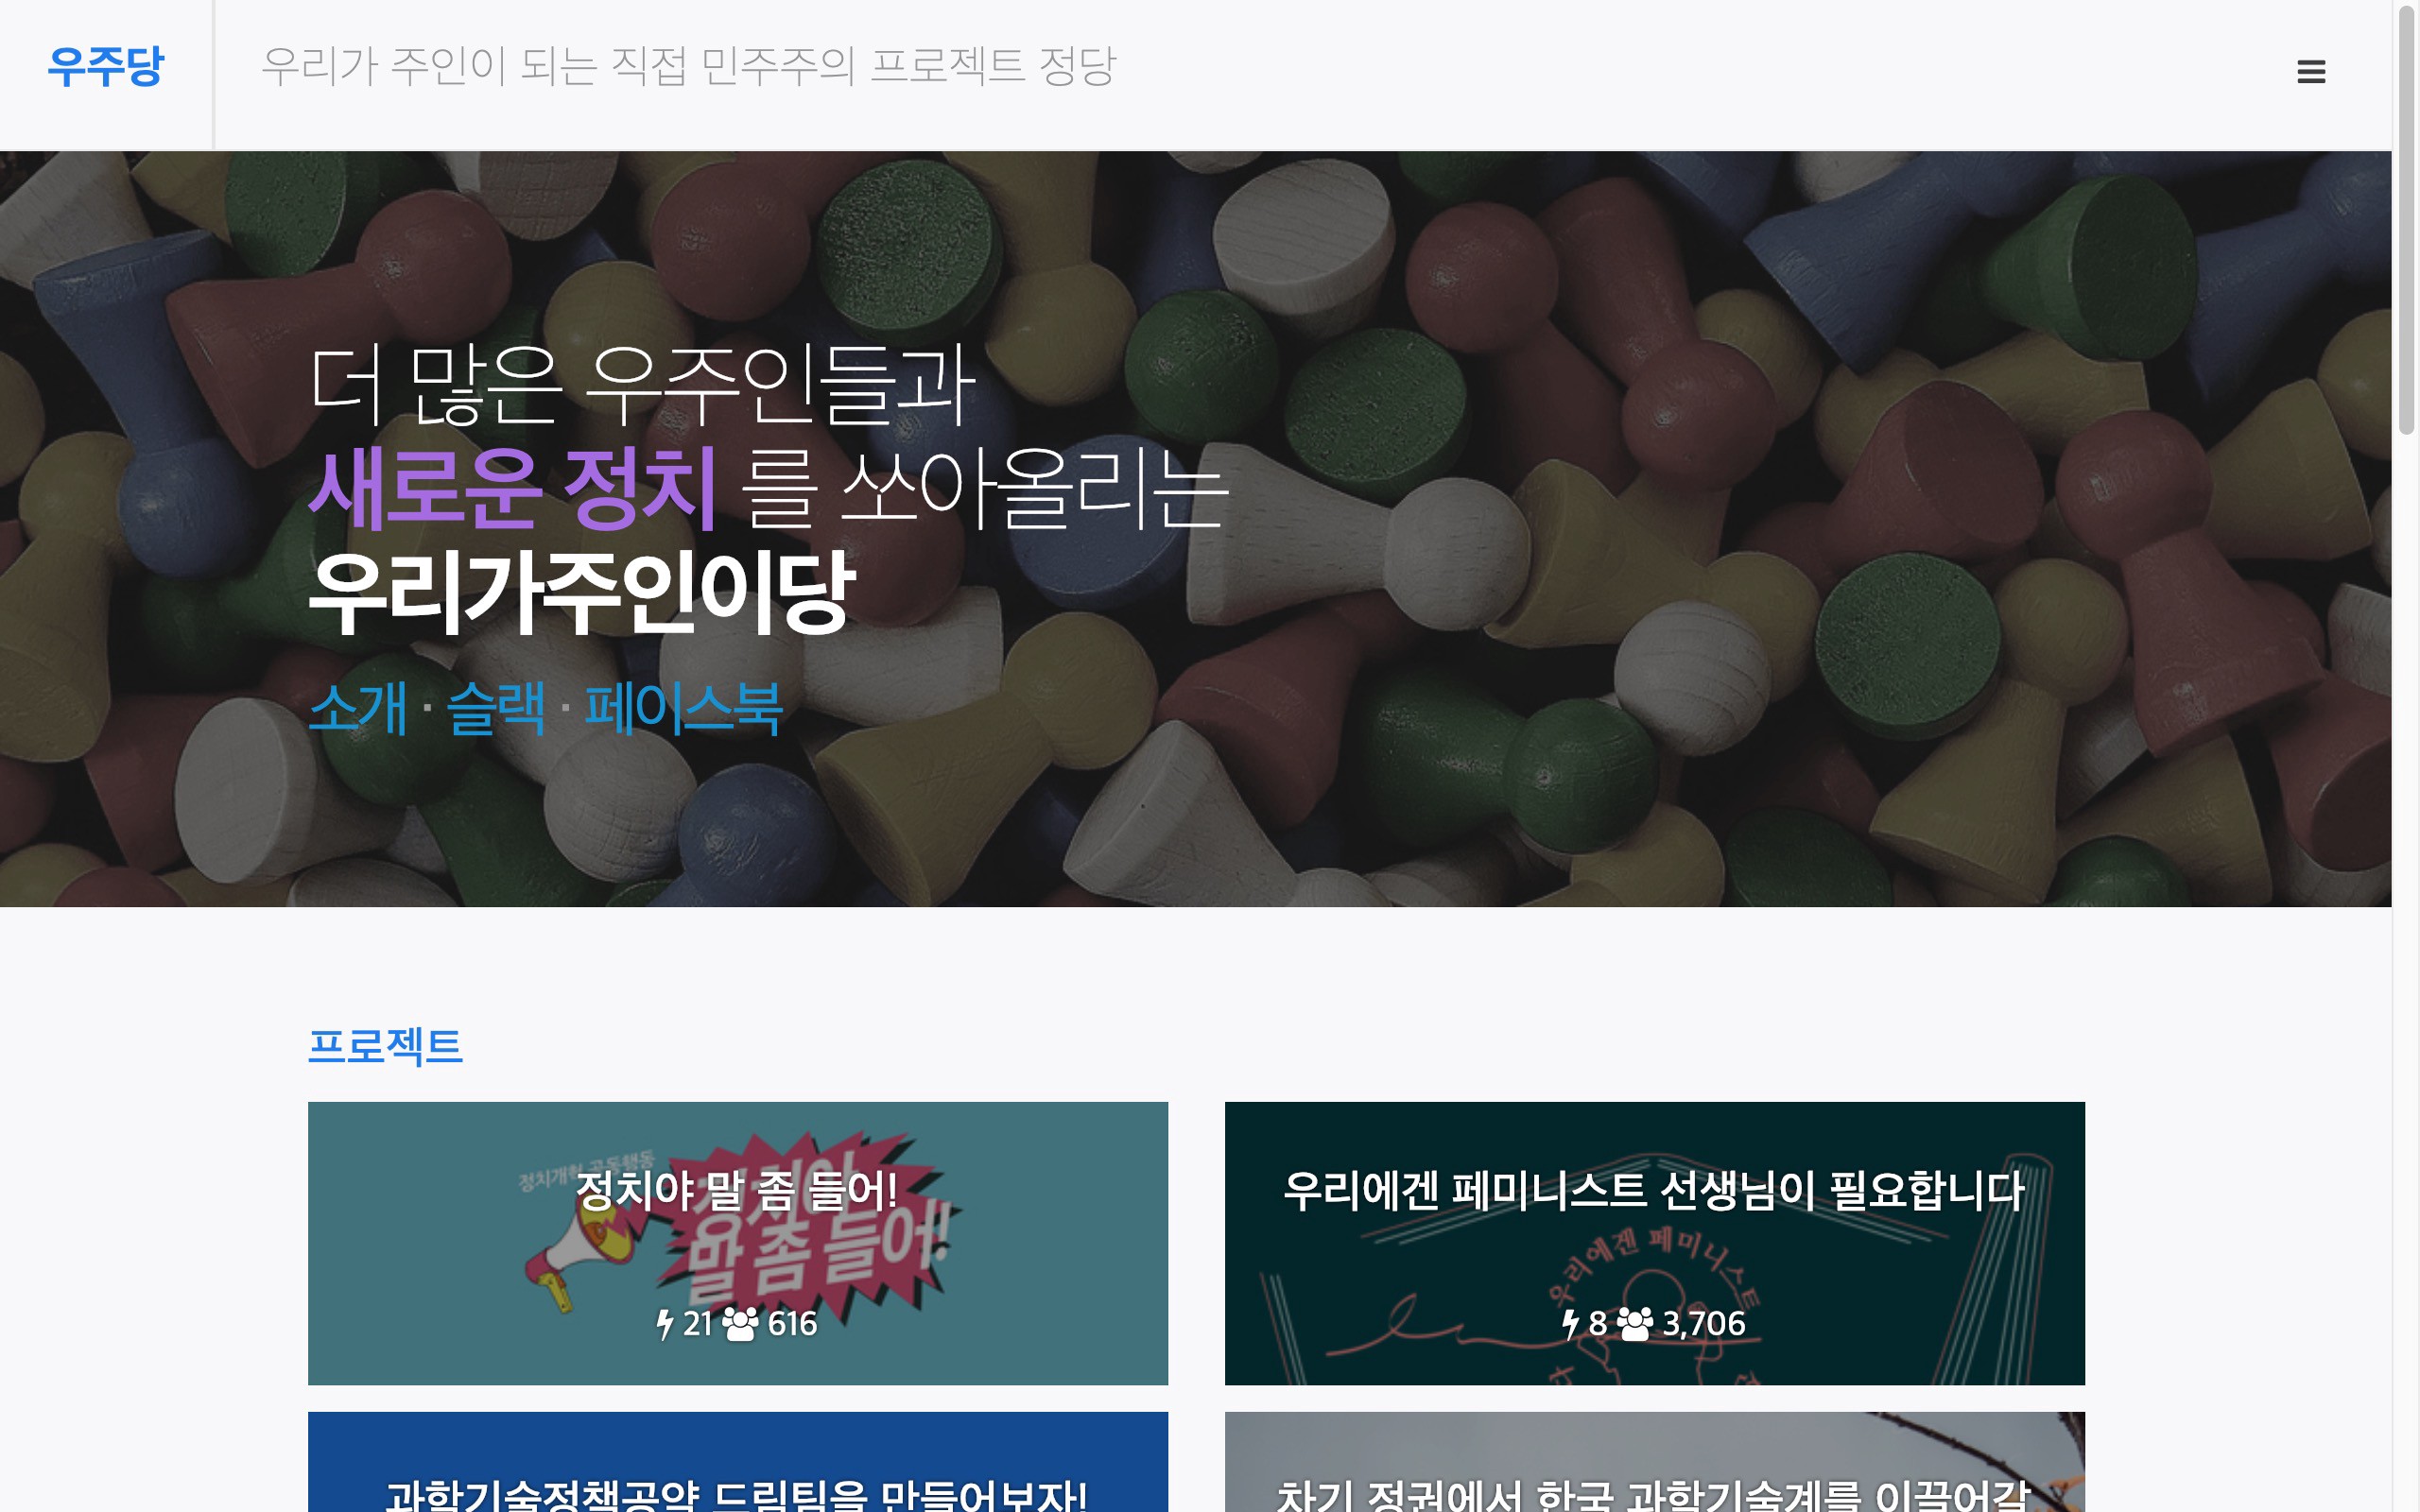 우주당
우리가 주인이 되는 직접 민주주의 프로젝트 정당
더 많은 우주인들과
새로운 정치 를 쏘아올리는
우리가주인이당
소개 · 슬랙 · 페이스북
프로젝트
정치개혁 공동행동
정치야 말 좀 들어!
정치야
말 좀 들어!
21 616
우리에겐 페미니스트 선생님이 필요합니다
우리에겐 페미니스트
8 3,706
과학기술정책공약 드림팀을 만들어보자!
차기 정권에서 한국 과학기술계를 이끌어갈